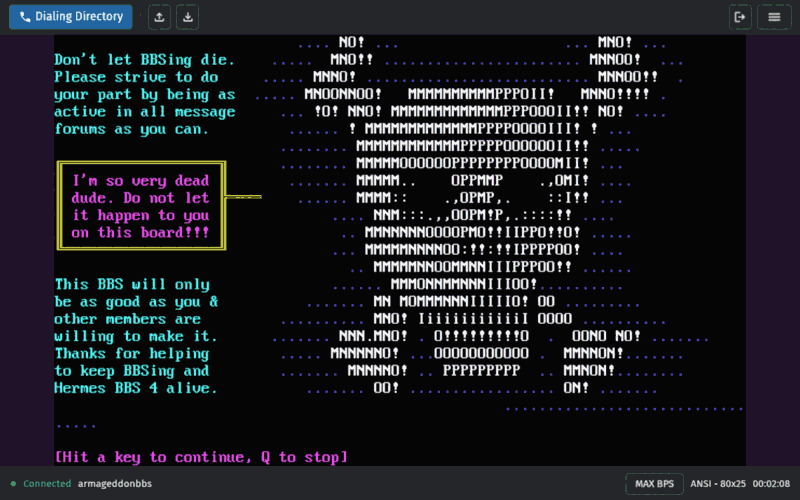 Dialing Directory
Don't let BBSing die.
Please strive to do
your part by being as
active in all message
forums as you can.
I'm so very dead
dude. Do not let
it happen to you
on this board!!!
This BBS will only
be as good as you &
other members are
willing to make it.
Thanks for helping
to keep BBSing and
Hermes BBS 4 alive.
[Hit a key to continue, Q to stop]
Connected armageddonbbs
MAX BPS ANSI - 80x25 00:02:08